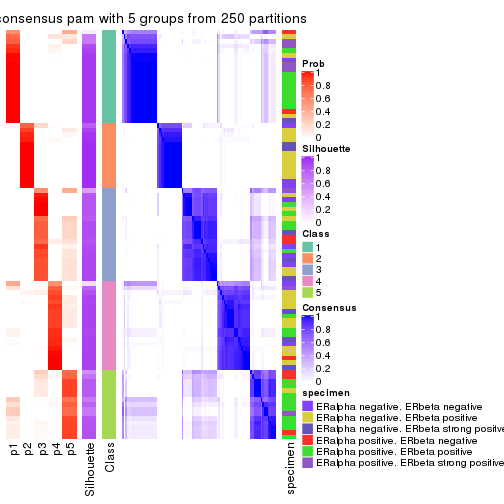 consensus pam with 5 groups from 250 partitions
Prob
1
0.8
0.6
0.4
0.2
0
Silhouette
1
0.8
0.6
0.4
0.2
0
Class
1
2
3
4
5
Consensus
1
0.8
0.6
0.4
0.2
0
specimen
ERalpha negative. ERbeta negative
ERalpha negative. ERbeta positive
ERalpha negative. ERbeta strong positive
ERalpha positive. ERbeta negative
ERalpha positive. ERbeta positive
ERalpha positive. ERbeta strong positive
p1
p2
p3
p4
p5
Silhouette
Class
specimen